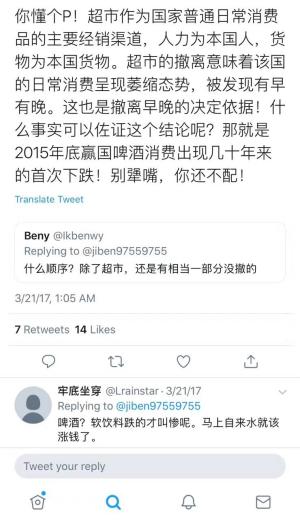 你懂个P！超市作为国家普通日常消费
品的主要经销渠道，人力为本国人，货
物为本国货物。超市的撤离意味着该国
的日常消费呈现萎缩态势，被发现有早
有晚。这也是撤离早晚的决定依据！什
么事实可以佐证这个结论呢？那就是
2015年底赢国啤酒消费出现几十年来
的首次下跌！别犟嘴，你还不配！
Translate Tweet
Beny @lkbenwy
Replying to @jiben97559755
什么顺序？除了超市，还是有相当一部分没撤的
3/21/17, 1:05 AM
7 Retweets 14 Likes
牢底坐穿 @Lrainstar · 3/21/17
Replying to @jiben97559755
啤酒？软饮料跌的才叫惨呢。马上自来水就该
涨钱了。
Tweet your reply